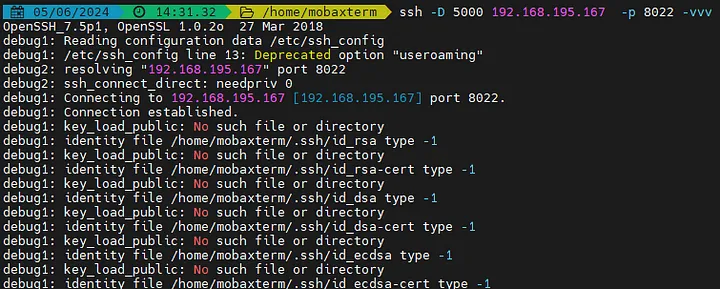 05/06/2024 14:31.32 /home/mobaxterm ssh -D 5000 192.168.195.167 -p 8022 -vvv
OpenSSH_7.5p1, OpenSSL 1.0.2o 27 Mar 2018
debug1: Reading configuration data /etc/ssh_config
debug1: /etc/ssh_config line 13: Deprecated option "useroaming"
debug2: resolving "192.168.195.167" port 8022
debug2: ssh_connect_direct: needpriv 0
debug1: Connecting to 192.168.195.167 [192.168.195.167] port 8022.
debug1: Connection established.
debug1: key_load_public: No such file or directory
debug1: identity file /home/mobaxterm/.ssh/id_rsa type -1
debug1: key_load_public: No such file or directory
debug1: identity file /home/mobaxterm/.ssh/id_rsa-cert type -1
debug1: key_load_public: No such file or directory
debug1: identity file /home/mobaxterm/.ssh/id_dsa type -1
debug1: key_load_public: No such file or directory
debug1: identity file /home/mobaxterm/.ssh/id_dsa-cert type -1
debug1: key_load_public: No such file or directory
debug1: identity file /home/mobaxterm/.ssh/id_ecdsa type -1
debug1: key_load_public: No such file or directory
debug1: identity file /home/mobaxterm/.ssh/id_ecdsa-cert type -1